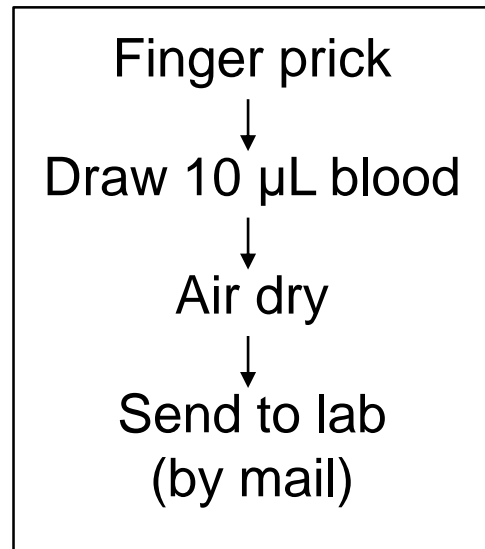 Finger prick
Draw 10 µL blood
Air dry
Send to lab
(by mail)